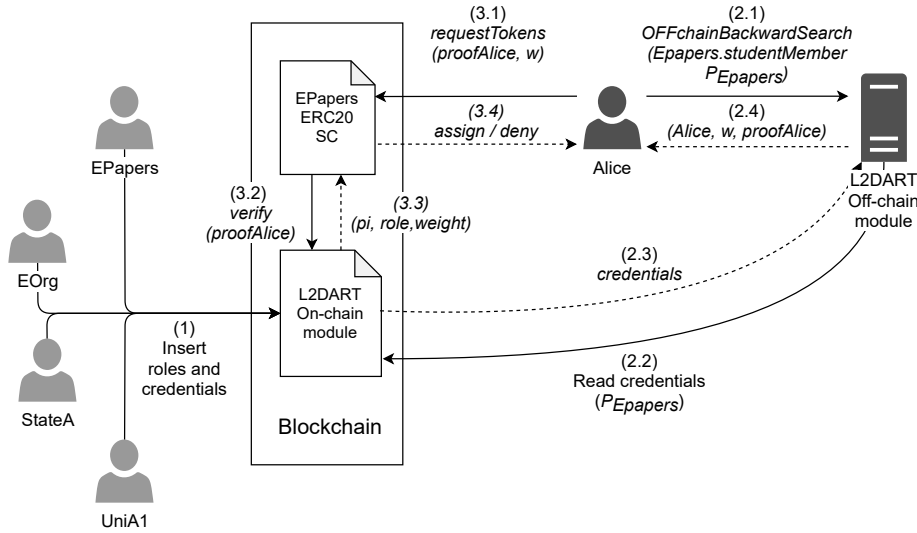 (3.1)
requestTokens
(proofAlice, w)
(2.1)
OFFchainBackwardSearch
(Epapers.studentMember
PEpapers)
EPapers
ERC20
SC
(3.4)
assign / deny
Alice
(2.4)
(Alice, w, proofAlice)
L2DART
Off-chain
module
EPapers
(3.2)
verify
(proofAlice)
(3.3)
(pi, role,weight)
EOrg
L2DART
On-chain
module
(2.3)
credentials
(1)
Insert
roles and
credentials
(2.2)
Read credentials
(PEpapers)
StateA
Blockchain
UniA1